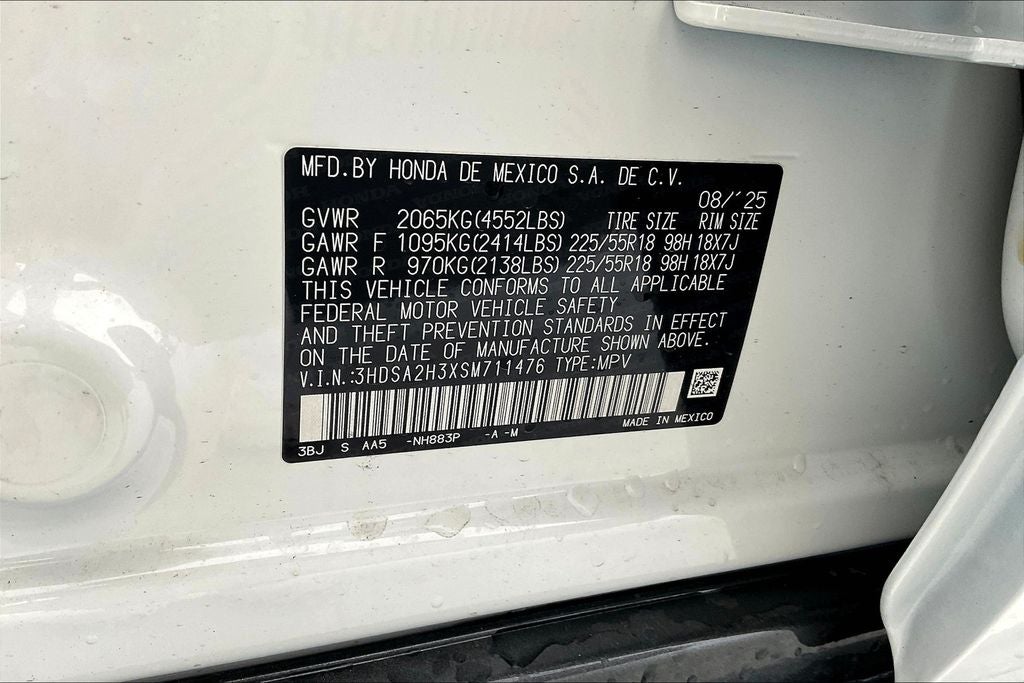 MFD.BY HONDA DE MEXICO S.A. DE C.V.
08/'25
GVWR 2065KG(4552LBS) TIRE SIZE RIM SIZE
GAWR F 1095KG(2414LBS) 225/55R18 98H 18X7J
GAWR R 970KG(2138LBS) 225/55R18 98H 18X7J
THIS VEHICLE CONFORMS TO ALL APPLICABLE
FEDERAL MOTOR VEHICLE SAFETY
AND THEFT PREVENTION STANDARDS IN EFFECT
ON THE DATE OF MANUFACTURE SHOWN ABOVE.
V.I.N.:3HDSA2H3XSM711476 TYPE:MPV
MADE IN MEXICO
3BJ S AA5 -NH883P -A -M